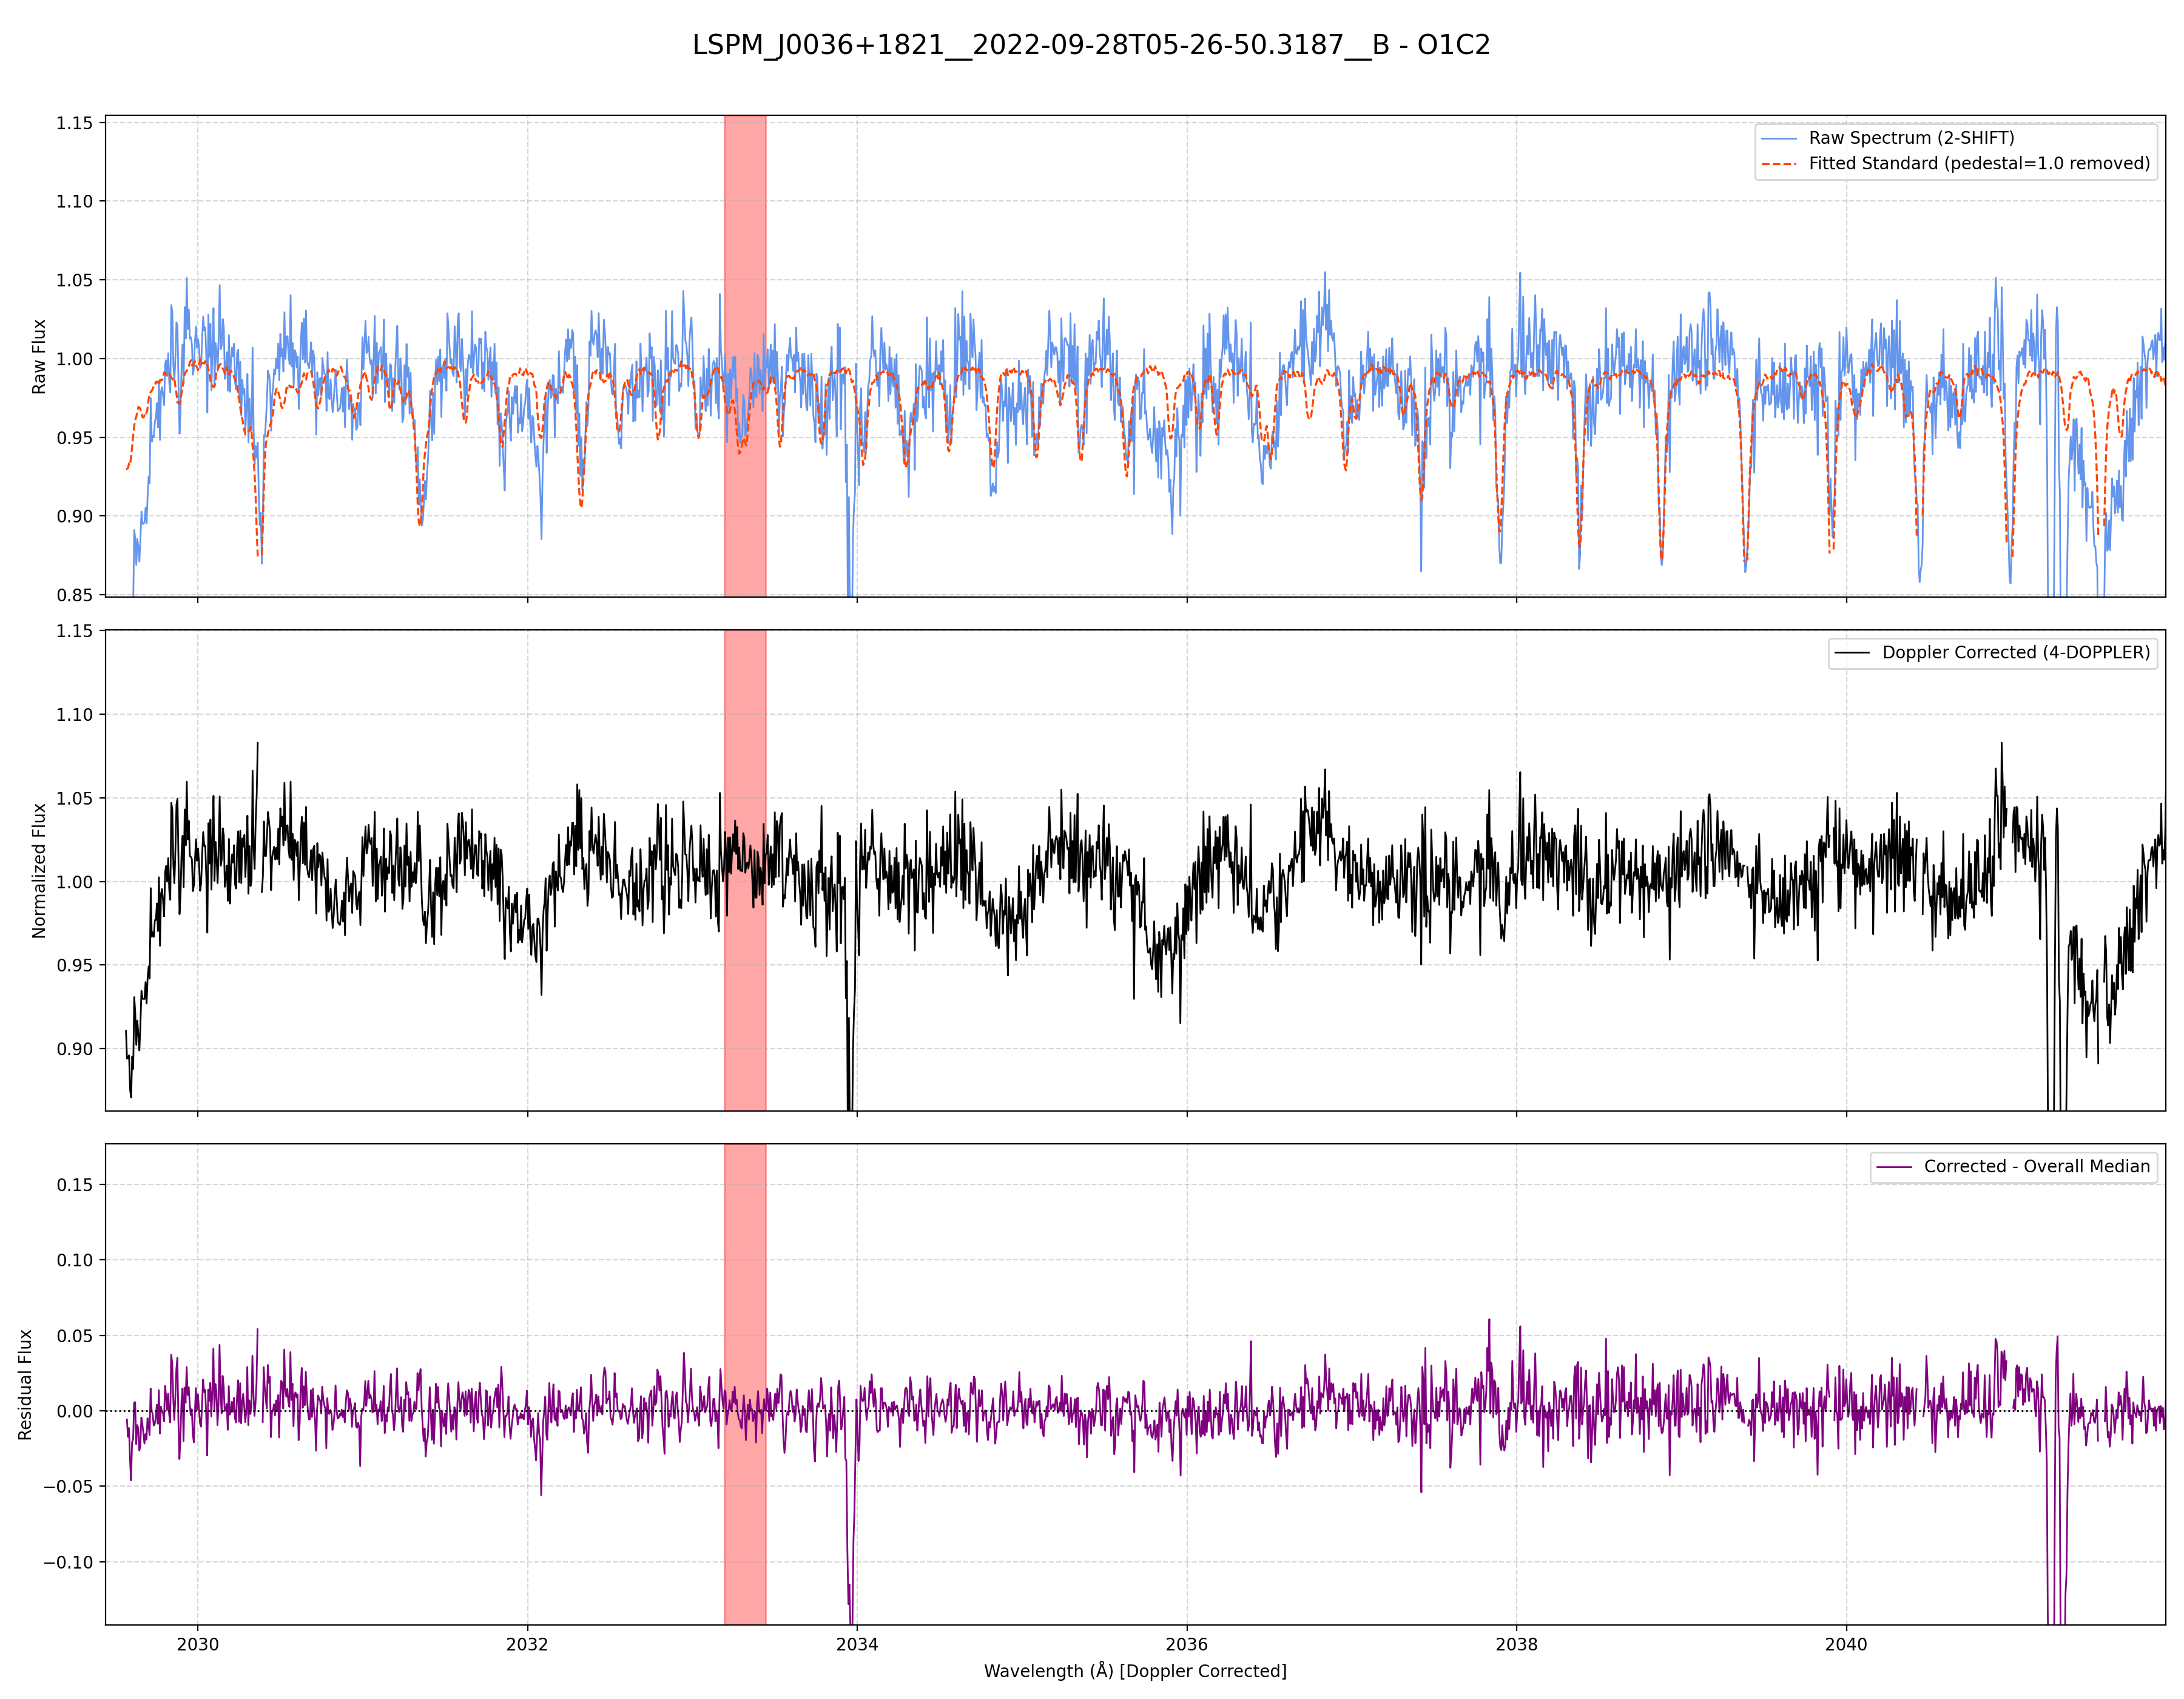 LSPM_J0036+1821__2022-09-28T05-26-50.3187__B - O1C2
Raw Flux
1.15
1.10
1.05
1.00
0.95
0.90
0.85
Raw Spectrum (2-SHIFT)
Fitted Standard (pedestal=1.0 removed)
Normalized Flux
1.15
1.10
1.05
1.00
0.95
0.90
Doppler Corrected (4-DOPPLER)
Residual Flux
0.15
0.10
0.05
0.00
−0.05
−0.10
Corrected - Overall Median
2030 2032 2034 2036 2038 2040
Wavelength (Å) [Doppler Corrected]